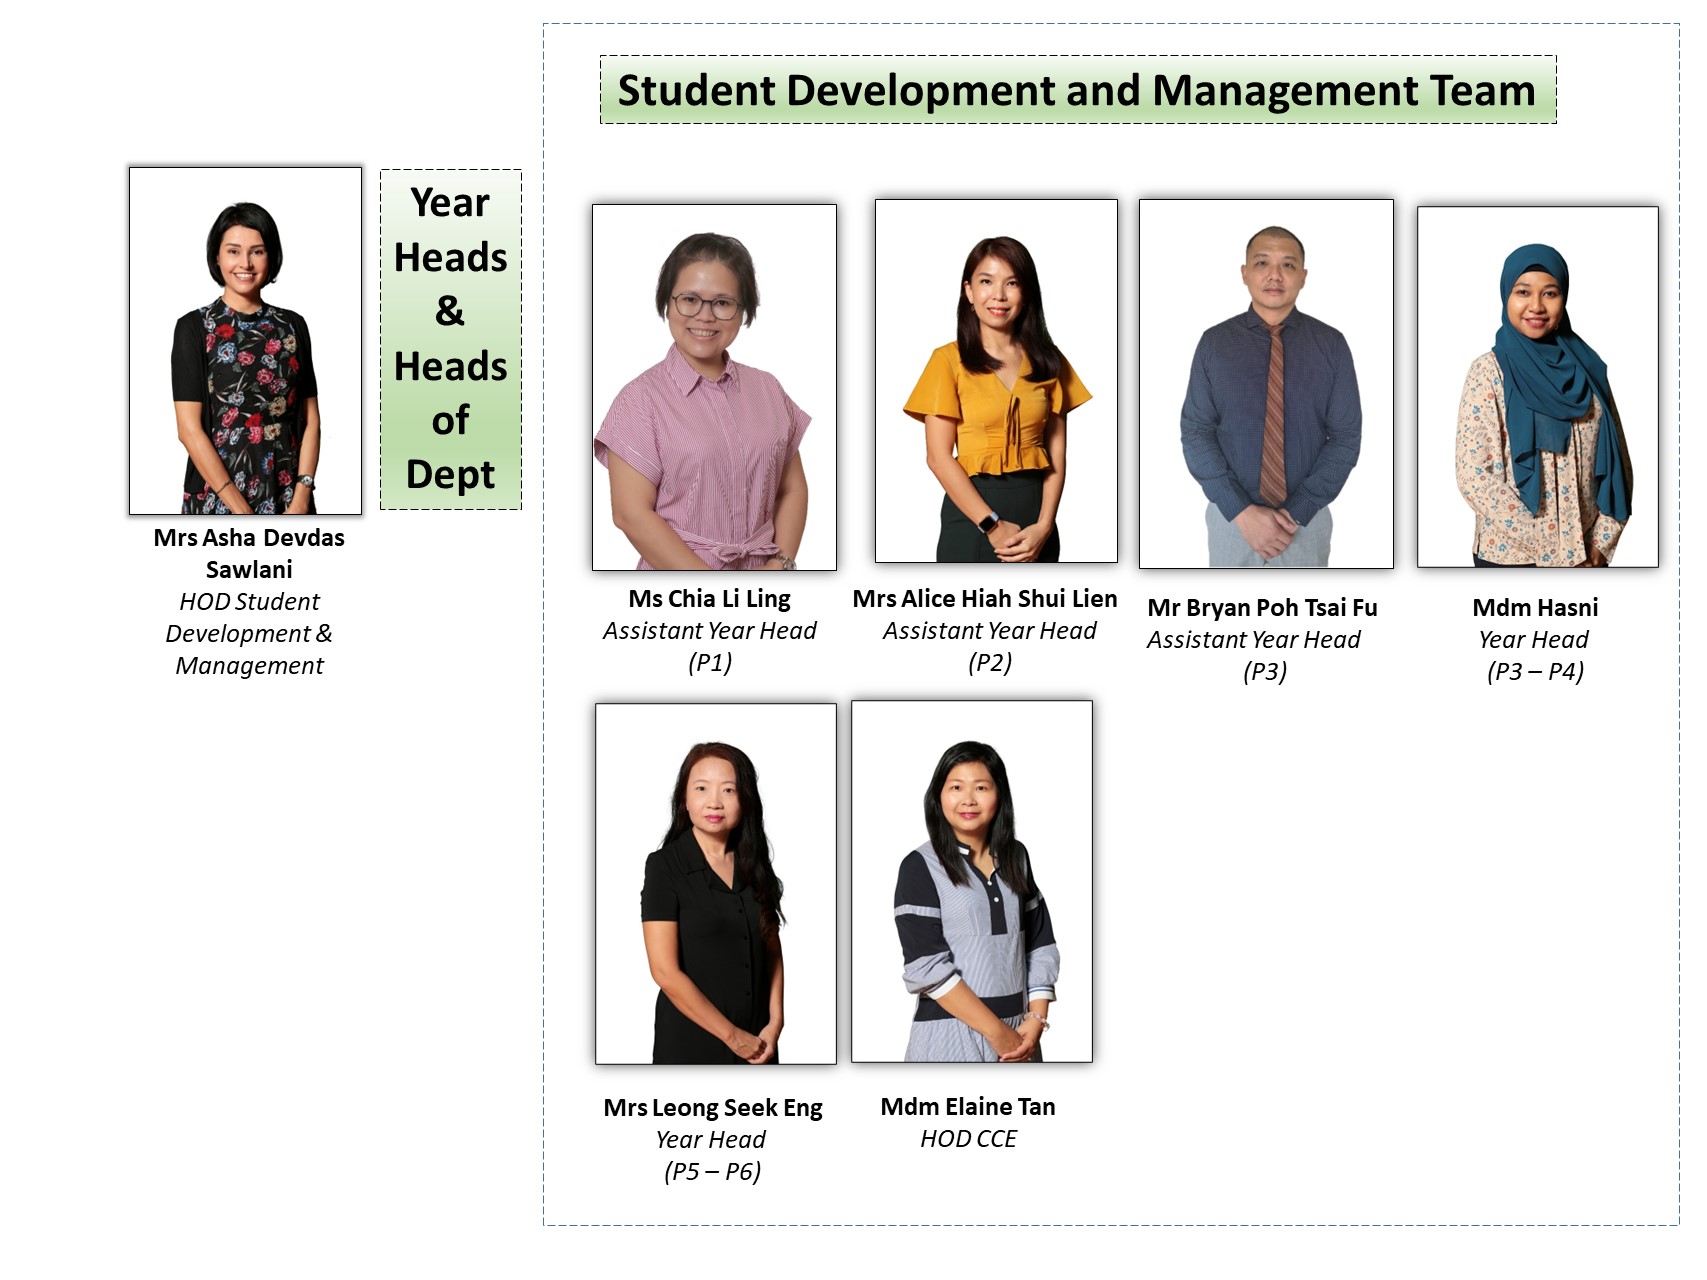 Student Development and Management Team
Year
Heads
&
Heads
of
Dept
Mrs Asha Devdas
Sawlani
HOD Student
Development &
Management
Ms Chia Li Ling
Assistant Year Head
(P1)
Mrs Alice Hiah Shui Lien
Assistant Year Head
(P2)
Mr Bryan Poh Tsai Fu
Assistant Year Head
(P3)
Mdm Hasni
Year Head
(P3 – P4)
Mrs Leong Seek Eng
Year Head
(P5 – P6)
Mdm Elaine Tan
HOD CCE